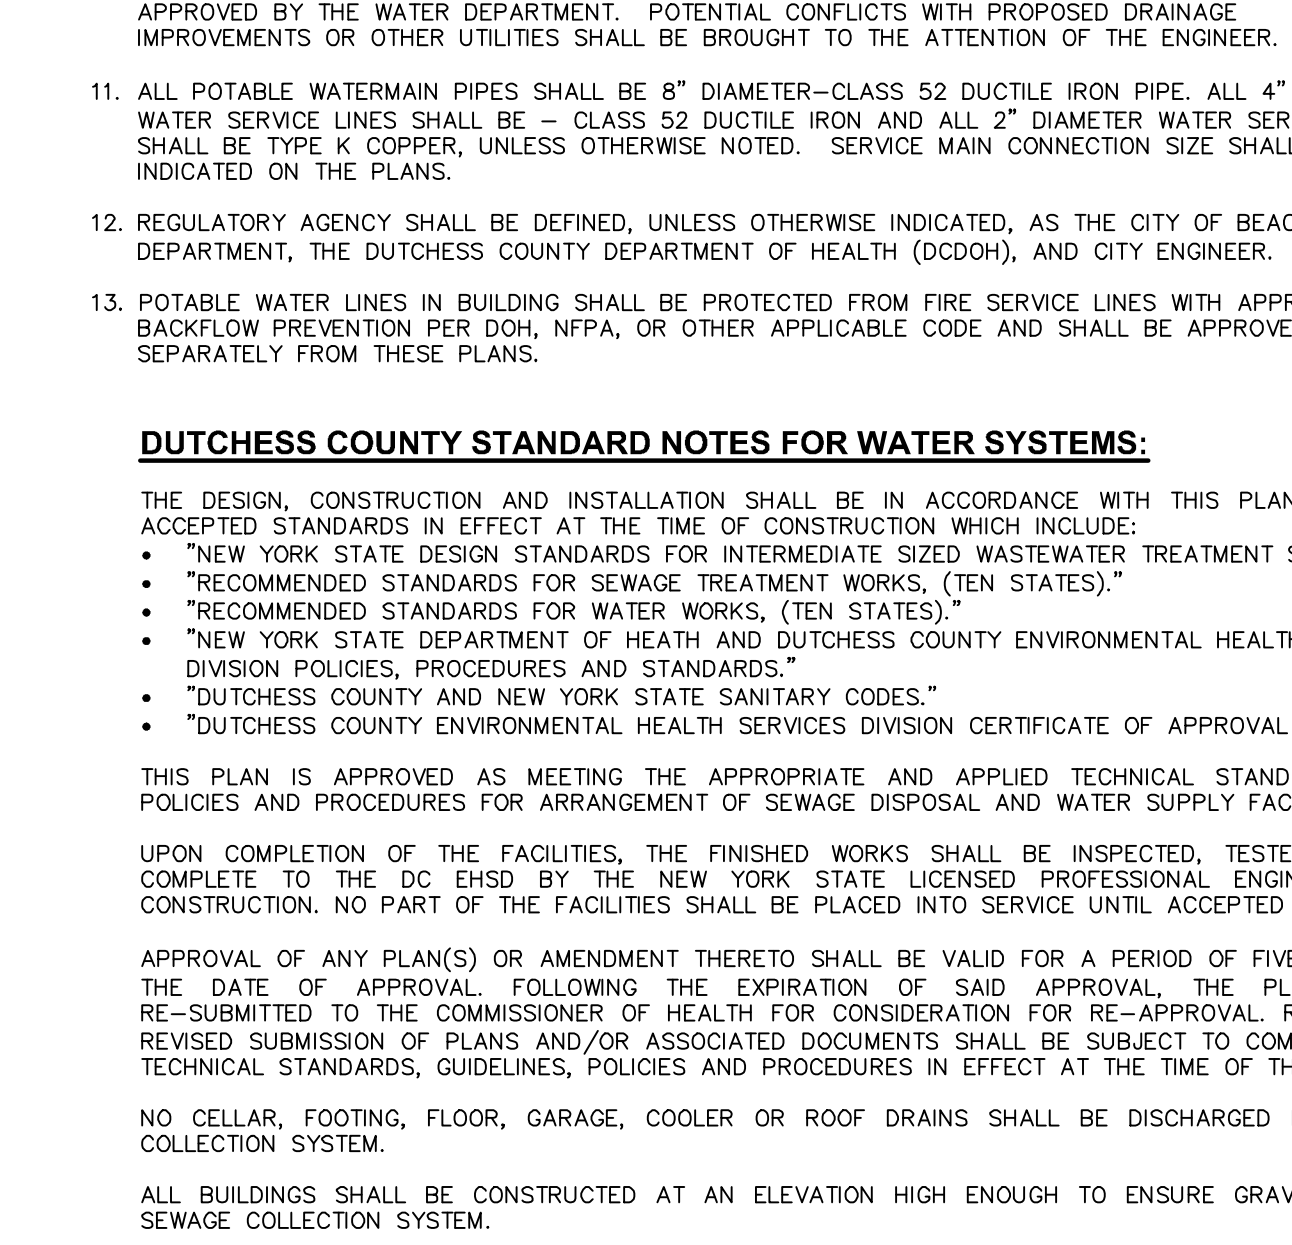 APPROVED BY THE WATER DEPARTMENT. POTENTIAL CONFLICTS WITH PROPOSED DRAINAGE
IMPROVEMENTS OR OTHER UTILITIES SHALL BE BROUGHT TO THE ATTENTION OF THE ENGINEER.
11. ALL POTABLE WATERMAIN PIPES SHALL BE 8" DIAMETER–CLASS 52 DUCTILE IRON PIPE. ALL 4"
WATER SERVICE LINES SHALL BE – CLASS 52 DUCTILE IRON AND ALL 2" DIAMETER WATER SER
SHALL BE TYPE K COPPER, UNLESS OTHERWISE NOTED. SERVICE MAIN CONNECTION SIZE SHALL
INDICATED ON THE PLANS.
12. REGULATORY AGENCY SHALL BE DEFINED, UNLESS OTHERWISE INDICATED, AS THE CITY OF BEAC
DEPARTMENT, THE DUTCHESS COUNTY DEPARTMENT OF HEALTH (DCDOH), AND CITY ENGINEER.
13. POTABLE WATER LINES IN BUILDING SHALL BE PROTECTED FROM FIRE SERVICE LINES WITH APPR
BACKFLOW PREVENTION PER DOH, NFPA, OR OTHER APPLICABLE CODE AND SHALL BE APPROVE
SEPARATELY FROM THESE PLANS.
DUTCHESS COUNTY STANDARD NOTES FOR WATER SYSTEMS:
THE DESIGN, CONSTRUCTION AND INSTALLATION SHALL BE IN ACCORDANCE WITH THIS PLAN
ACCEPTED STANDARDS IN EFFECT AT THE TIME OF CONSTRUCTION WHICH INCLUDE:
• "NEW YORK STATE DESIGN STANDARDS FOR INTERMEDIATE SIZED WASTEWATER TREATMENT S
• "RECOMMENDED STANDARDS FOR SEWAGE TREATMENT WORKS, (TEN STATES)."
• "RECOMMENDED STANDARDS FOR WATER WORKS, (TEN STATES)."
• "NEW YORK STATE DEPARTMENT OF HEATH AND DUTCHESS COUNTY ENVIRONMENTAL HEALTH
DIVISION POLICIES, PROCEDURES AND STANDARDS."
• "DUTCHESS COUNTY AND NEW YORK STATE SANITARY CODES."
• "DUTCHESS COUNTY ENVIRONMENTAL HEALTH SERVICES DIVISION CERTIFICATE OF APPROVAL
THIS PLAN IS APPROVED AS MEETING THE APPROPRIATE AND APPLIED TECHNICAL STAND
POLICIES AND PROCEDURES FOR ARRANGEMENT OF SEWAGE DISPOSAL AND WATER SUPPLY FAC
UPON COMPLETION OF THE FACILITIES, THE FINISHED WORKS SHALL BE INSPECTED, TESTE
COMPLETE TO THE DC EHSD BY THE NEW YORK STATE LICENSED PROFESSIONAL ENGIN
CONSTRUCTION. NO PART OF THE FACILITIES SHALL BE PLACED INTO SERVICE UNTIL ACCEPTED
APPROVAL OF ANY PLAN(S) OR AMENDMENT THERETO SHALL BE VALID FOR A PERIOD OF FIVE
THE DATE OF APPROVAL. FOLLOWING THE EXPIRATION OF SAID APPROVAL, THE PL
RE–SUBMITTED TO THE COMMISSIONER OF HEALTH FOR CONSIDERATION FOR RE–APPROVAL. R
REVISED SUBMISSION OF PLANS AND/OR ASSOCIATED DOCUMENTS SHALL BE SUBJECT TO COM
TECHNICAL STANDARDS, GUIDELINES, POLICIES AND PROCEDURES IN EFFECT AT THE TIME OF TH
NO CELLAR, FOOTING, FLOOR, GARAGE, COOLER OR ROOF DRAINS SHALL BE DISCHARGED
COLLECTION SYSTEM.
ALL BUILDINGS SHALL BE CONSTRUCTED AT AN ELEVATION HIGH ENOUGH TO ENSURE GRAV
SEWAGE COLLECTION SYSTEM.